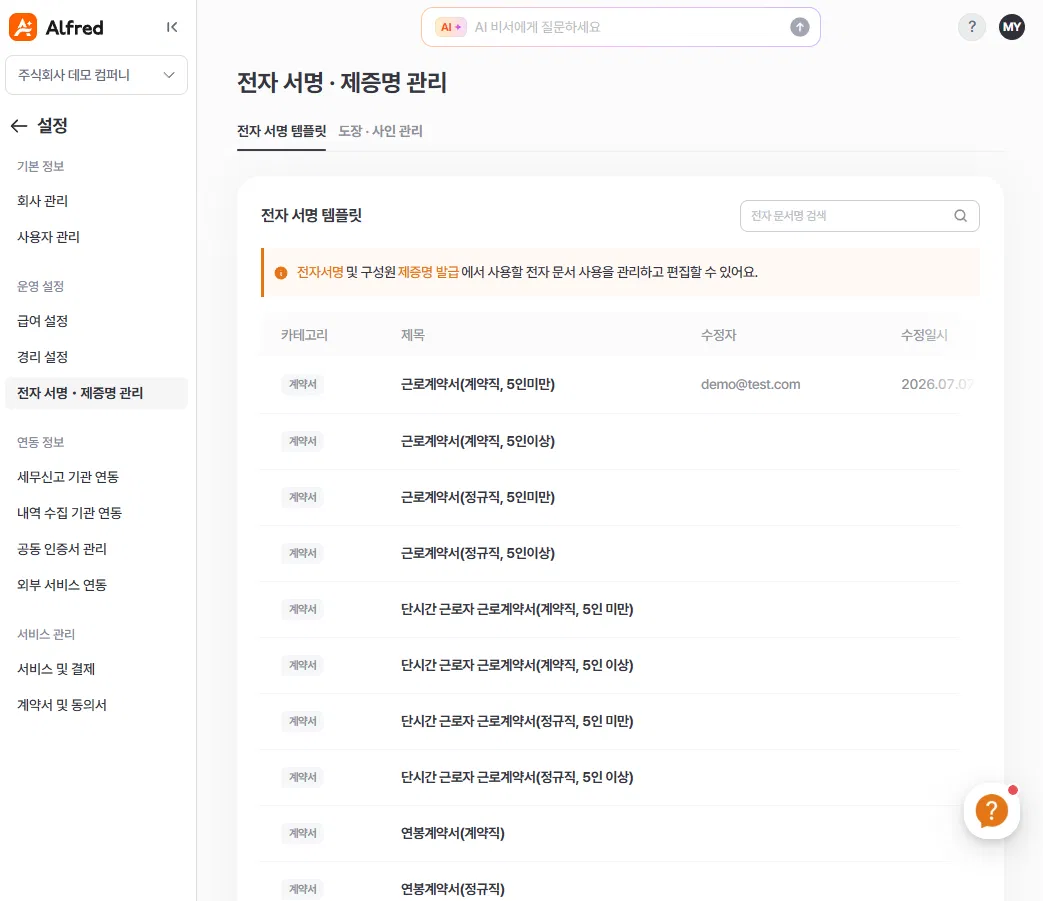 Alfred
AI+ AI 비서에게 질문하세요
? MY
주식회사 데모 컴퍼니
설정
기본 정보
회사 관리
사용자 관리
운영 설정
급여 설정
경리 설정
전자 서명 · 제증명 관리
연동 정보
세무신고 기관 연동
내역 수집 기관 연동
공동 인증서 관리
외부 서비스 연동
서비스 관리
서비스 및 결제
계약서 및 동의서
전자 서명 · 제증명 관리
전자 서명 템플릿 도장 · 사인 관리
전자 서명 템플릿
전자 문서명 검색
전자서명 및 구성원 제증명 발급 에서 사용할 전자 문서 사용을 관리하고 편집할 수 있어요.
카테고리 제목 수정자 수정일시
계약서 근로계약서(계약직, 5인미만) demo@test.com 2026.07.07
계약서 근로계약서(계약직, 5인이상)
계약서 근로계약서(정규직, 5인미만)
계약서 근로계약서(정규직, 5인이상)
계약서 단시간 근로자 근로계약서(계약직, 5인 미만)
계약서 단시간 근로자 근로계약서(계약직, 5인 이상)
계약서 단시간 근로자 근로계약서(정규직, 5인 미만)
계약서 단시간 근로자 근로계약서(정규직, 5인 이상)
계약서 연봉계약서(계약직)
계약서 연봉계약서(정규직)
?